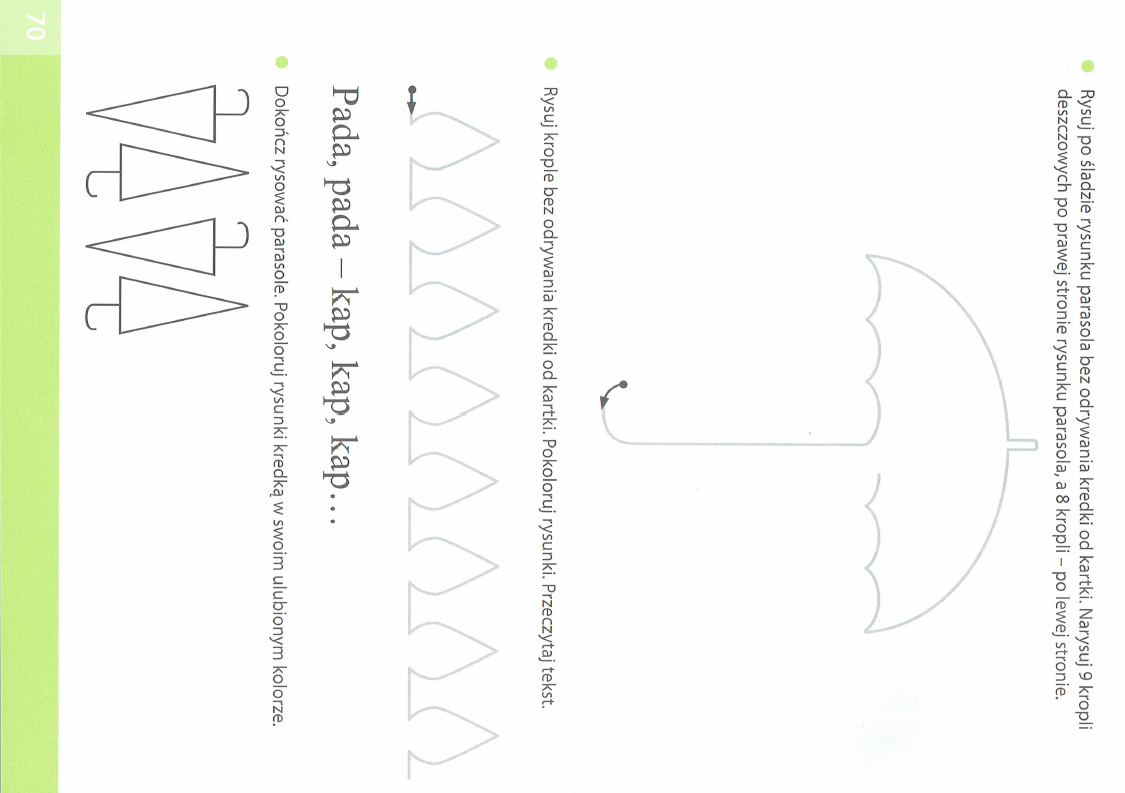 Rysuj po śladzie rysunku parasola bez odrywania kredki od kartki. Narysuj 9 kropli
deszczowych po prawej stronie rysunku parasola, a 8 kropli – po lewej stronie.
Rysuj krople bez odrywania kredki od kartki. Pokoloruj rysunki. Przeczytaj tekst.
Pada, pada – kap, kap, kap…
Dokończ rysować parasole. Pokoloruj rysunki kredką w swoim ulubionym kolorze.
70